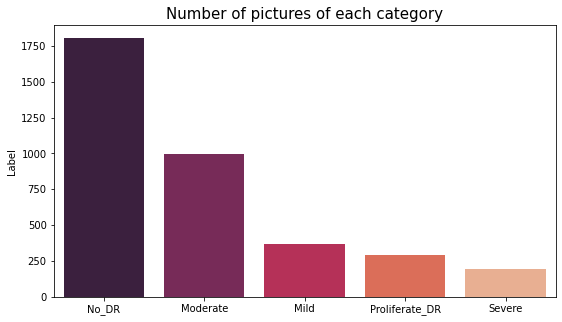 Number of pictures of each category
Label
1750
1500
1250
1000
750
500
250
0
No_DR Moderate Mild Proliferate_DR Severe